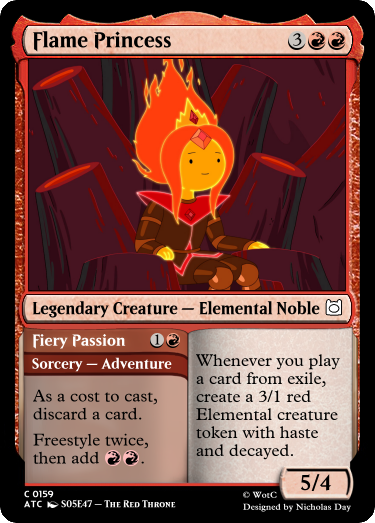 Flame Princess 3
Legendary Creature — Elemental Noble
Fiery Passion 1
Sorcery — Adventure
As a cost to cast,
discard a card.
Freestyle twice,
then add .
Whenever you play
a card from exile,
create a 3/1 red
Elemental creature
token with haste
and decayed.
5/4
C 0159
ATC S05E47 — The Red Throne
© WotC
Designed by Nicholas Day